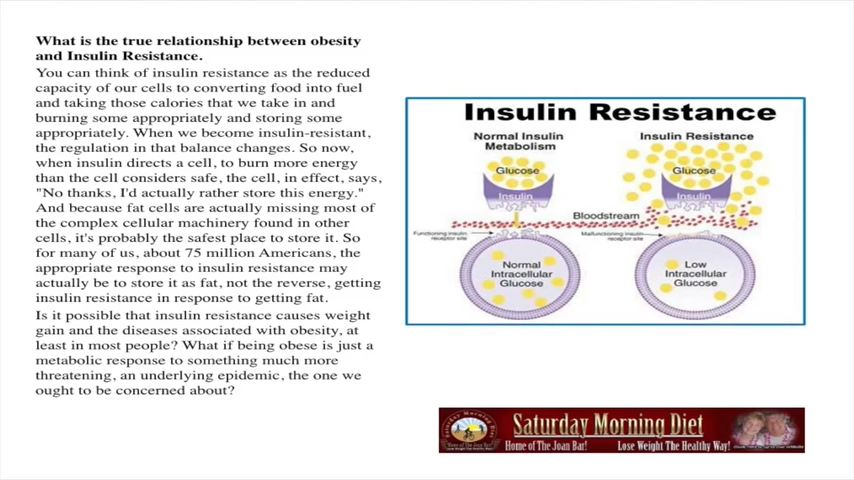 What is the true relationship between obesity
and Insulin Resistance.
You can think of insulin resistance as the reduced
capacity of our cells to converting food into fuel
and taking those calories that we take in and
burning some appropriately and storing some
appropriately. When we become insulin-resistant,
the regulation in that balance changes. So now,
when insulin directs a cell, to burn more energy
than the cell considers safe, the cell, in effect, says,
"No thanks, I'd actually rather store this energy."
And because fat cells are actually missing most of
the complex cellular machinery found in other
cells, it's probably the safest place to store it. So
for many of us, about 75 million Americans, the
appropriate response to insulin resistance may
actually be to store it as fat, not the reverse, getting
insulin resistance in response to getting fat.
Is it possible that insulin resistance causes weight
gain and the diseases associated with obesity, at
least in most people? What if being obese is just a
metabolic response to something much more
threatening, an underlying epidemic, the one we
ought to be concerned about?
Insulin Resistance
Normal Insulin
Metabolism
Glucose
Insulin
Functioning insulin
receptor site
Normal
Intracellular
Glucose
Bloodstream
Insulin Resistance
Glucose
Insulin
Malfunctioning insulin
receptor site
Low
Intracellular
Glucose
Saturday Morning Diet
Home of The Joan Bar!
Lose Weight The Healthy Way!